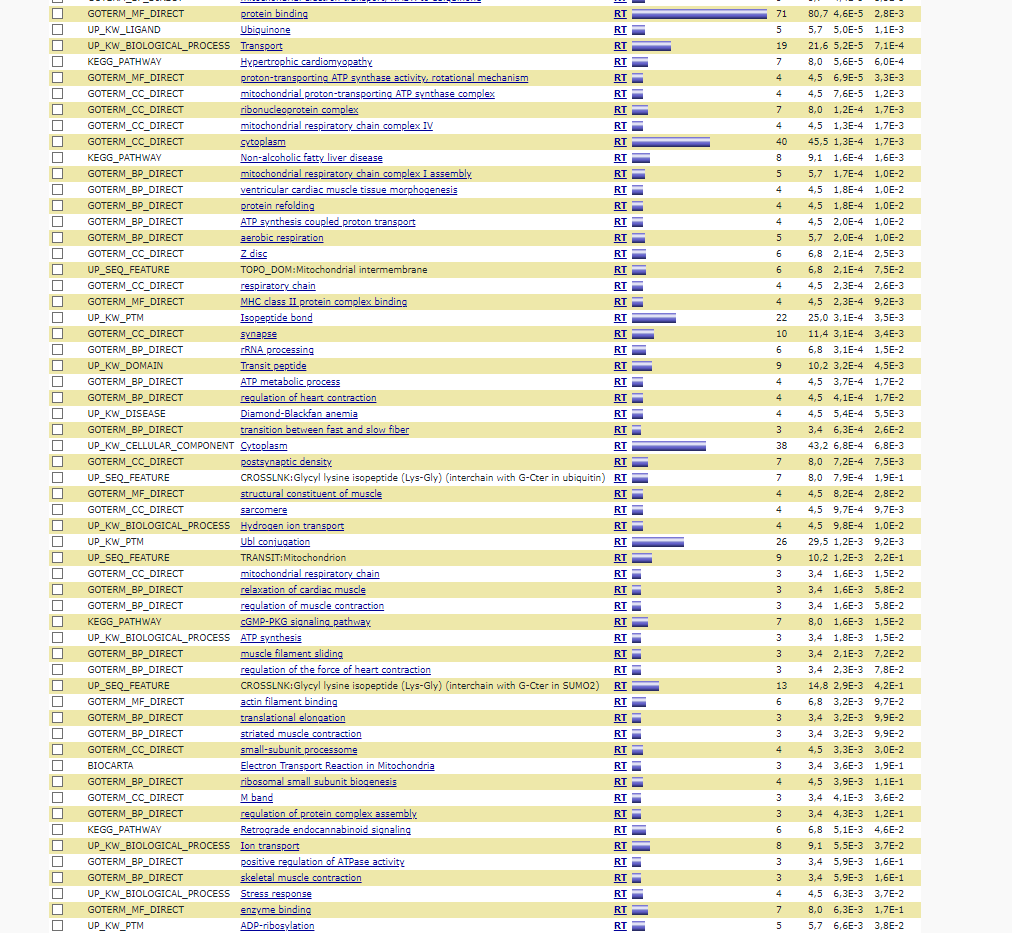 GOTERM_MF_DIRECT protein binding RT 71 80,7 4,6E-5 2,8E-3
UP_KW_LIGAND Ubiquinone RT 5 5,7 5,0E-5 1,1E-3
UP_KW_BIOLOGICAL_PROCESS Transport RT 19 21,6 5,2E-5 7,1E-4
KEGG_PATHWAY Hypertrophic cardiomyopathy RT 7 8,0 5,6E-5 6,0E-4
GOTERM_MF_DIRECT proton-transporting ATP synthase activity, rotational mechanism RT 4 4,5 6,9E-5 3,3E-3
GOTERM_CC_DIRECT mitochondrial proton-transporting ATP synthase complex RT 4 4,5 7,6E-5 1,2E-3
GOTERM_CC_DIRECT ribonucleoprotein complex RT 7 8,0 1,2E-4 1,7E-3
GOTERM_CC_DIRECT mitochondrial respiratory chain complex IV RT 4 4,5 1,3E-4 1,7E-3
GOTERM_CC_DIRECT cytoplasm RT 40 45,5 1,3E-4 1,7E-3
KEGG_PATHWAY Non-alcoholic fatty liver disease RT 8 9,1 1,6E-4 1,6E-3
GOTERM_BP_DIRECT mitochondrial respiratory chain complex I assembly RT 5 5,7 1,7E-4 1,0E-2
GOTERM_BP_DIRECT ventricular cardiac muscle tissue morphogenesis RT 4 4,5 1,8E-4 1,0E-2
GOTERM_BP_DIRECT protein refolding RT 4 4,5 1,8E-4 1,0E-2
GOTERM_BP_DIRECT ATP synthesis coupled proton transport RT 4 4,5 2,0E-4 1,0E-2
GOTERM_BP_DIRECT aerobic respiration RT 5 5,7 2,0E-4 1,0E-2
GOTERM_CC_DIRECT Z disc RT 6 6,8 2,1E-4 2,5E-3
UP_SEQ_FEATURE TOPO_DOM:Mitochondrial intermembrane RT 6 6,8 2,1E-4 7,5E-2
GOTERM_CC_DIRECT respiratory chain RT 4 4,5 2,3E-4 2,6E-3
GOTERM_MF_DIRECT MHC class II protein complex binding RT 4 4,5 2,3E-4 9,2E-3
UP_KW_PTM Isopeptide bond RT 22 25,0 3,1E-4 3,5E-3
GOTERM_CC_DIRECT synapse RT 10 11,4 3,1E-4 3,4E-3
GOTERM_BP_DIRECT rRNA processing RT 6 6,8 3,1E-4 1,5E-2
UP_KW_DOMAIN Transit peptide RT 9 10,2 3,2E-4 4,5E-3
GOTERM_BP_DIRECT ATP metabolic process RT 4 4,5 3,7E-4 1,7E-2
GOTERM_BP_DIRECT regulation of heart contraction RT 4 4,5 4,1E-4 1,7E-2
UP_KW_DISEASE Diamond-Blackfan anemia RT 4 4,5 5,4E-4 5,5E-3
GOTERM_BP_DIRECT transition between fast and slow fiber RT 3 3,4 6,3E-4 2,6E-2
UP_KW_CELLULAR_COMPONENT Cytoplasm RT 38 43,2 6,8E-4 6,8E-3
GOTERM_CC_DIRECT postsynaptic density RT 7 8,0 7,2E-4 7,5E-3
UP_SEQ_FEATURE CROSSLNK:Glycyl lysine isopeptide (Lys-Gly) (interchain with G-Cter in ubiquitin) RT 7 8,0 7,9E-4 1,9E-1
GOTERM_MF_DIRECT structural constituent of muscle RT 4 4,5 8,2E-4 2,8E-2
GOTERM_CC_DIRECT sarcomere RT 4 4,5 9,7E-4 9,7E-3
UP_KW_BIOLOGICAL_PROCESS Hydrogen ion transport RT 4 4,5 9,8E-4 1,0E-2
UP_KW_PTM Ubl conjugation RT 26 29,5 1,2E-3 9,2E-3
UP_SEQ_FEATURE TRANSIT:Mitochondrion RT 9 10,2 1,2E-3 2,2E-1
GOTERM_CC_DIRECT mitochondrial respiratory chain RT 3 3,4 1,6E-3 1,5E-2
GOTERM_BP_DIRECT relaxation of cardiac muscle RT 3 3,4 1,6E-3 5,8E-2
GOTERM_BP_DIRECT regulation of muscle contraction RT 3 3,4 1,6E-3 5,8E-2
KEGG_PATHWAY cGMP-PKG signaling pathway RT 7 8,0 1,6E-3 1,5E-2
UP_KW_BIOLOGICAL_PROCESS ATP synthesis RT 3 3,4 1,8E-3 1,5E-2
GOTERM_BP_DIRECT muscle filament sliding RT 3 3,4 2,1E-3 7,2E-2
GOTERM_BP_DIRECT regulation of the force of heart contraction RT 3 3,4 2,3E-3 7,8E-2
UP_SEQ_FEATURE CROSSLNK:Glycyl lysine isopeptide (Lys-Gly) (interchain with G-Cter in SUMO2) RT 13 14,8 2,9E-3 4,2E-1
GOTERM_MF_DIRECT actin filament binding RT 6 6,8 3,2E-3 9,7E-2
GOTERM_BP_DIRECT translational elongation RT 3 3,4 3,2E-3 9,9E-2
GOTERM_BP_DIRECT striated muscle contraction RT 3 3,4 3,2E-3 9,9E-2
GOTERM_CC_DIRECT small-subunit processome RT 4 4,5 3,3E-3 3,0E-2
BIOCARTA Electron Transport Reaction in Mitochondria RT 3 3,4 3,6E-3 1,9E-1
GOTERM_BP_DIRECT ribosomal small subunit biogenesis RT 4 4,5 3,9E-3 1,1E-1
GOTERM_CC_DIRECT M band RT 3 3,4 4,1E-3 3,6E-2
GOTERM_BP_DIRECT regulation of protein complex assembly RT 3 3,4 4,3E-3 1,2E-1
KEGG_PATHWAY Retrograde endocannabinoid signaling RT 6 6,8 5,1E-3 4,6E-2
UP_KW_BIOLOGICAL_PROCESS Ion transport RT 8 9,1 5,5E-3 3,7E-2
GOTERM_BP_DIRECT positive regulation of ATPase activity RT 3 3,4 5,9E-3 1,6E-1
GOTERM_BP_DIRECT skeletal muscle contraction RT 3 3,4 5,9E-3 1,6E-1
UP_KW_BIOLOGICAL_PROCESS Stress response RT 4 4,5 6,3E-3 3,7E-2
GOTERM_MF_DIRECT enzyme binding RT 7 8,0 6,3E-3 1,7E-1
UP_KW_PTM ADP-ribosylation RT 5 5,7 6,6E-3 3,8E-2